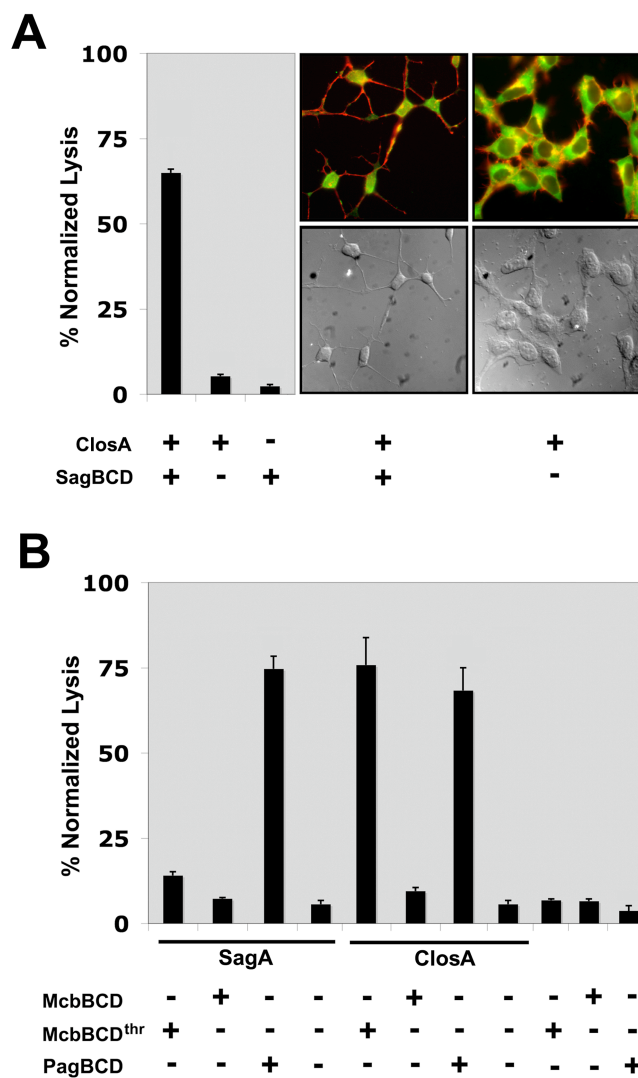 A
100
75
50
25
0
% Normalized Lysis
ClosA + + - + +
SagBCD + - + + -
B
100
75
50
25
0
% Normalized Lysis
SagA ClosA
McbBCD - + - - - + - - - + -
McbBCDthr + - - - + - - - + - -
PagBCD - - + - - - + - - - +